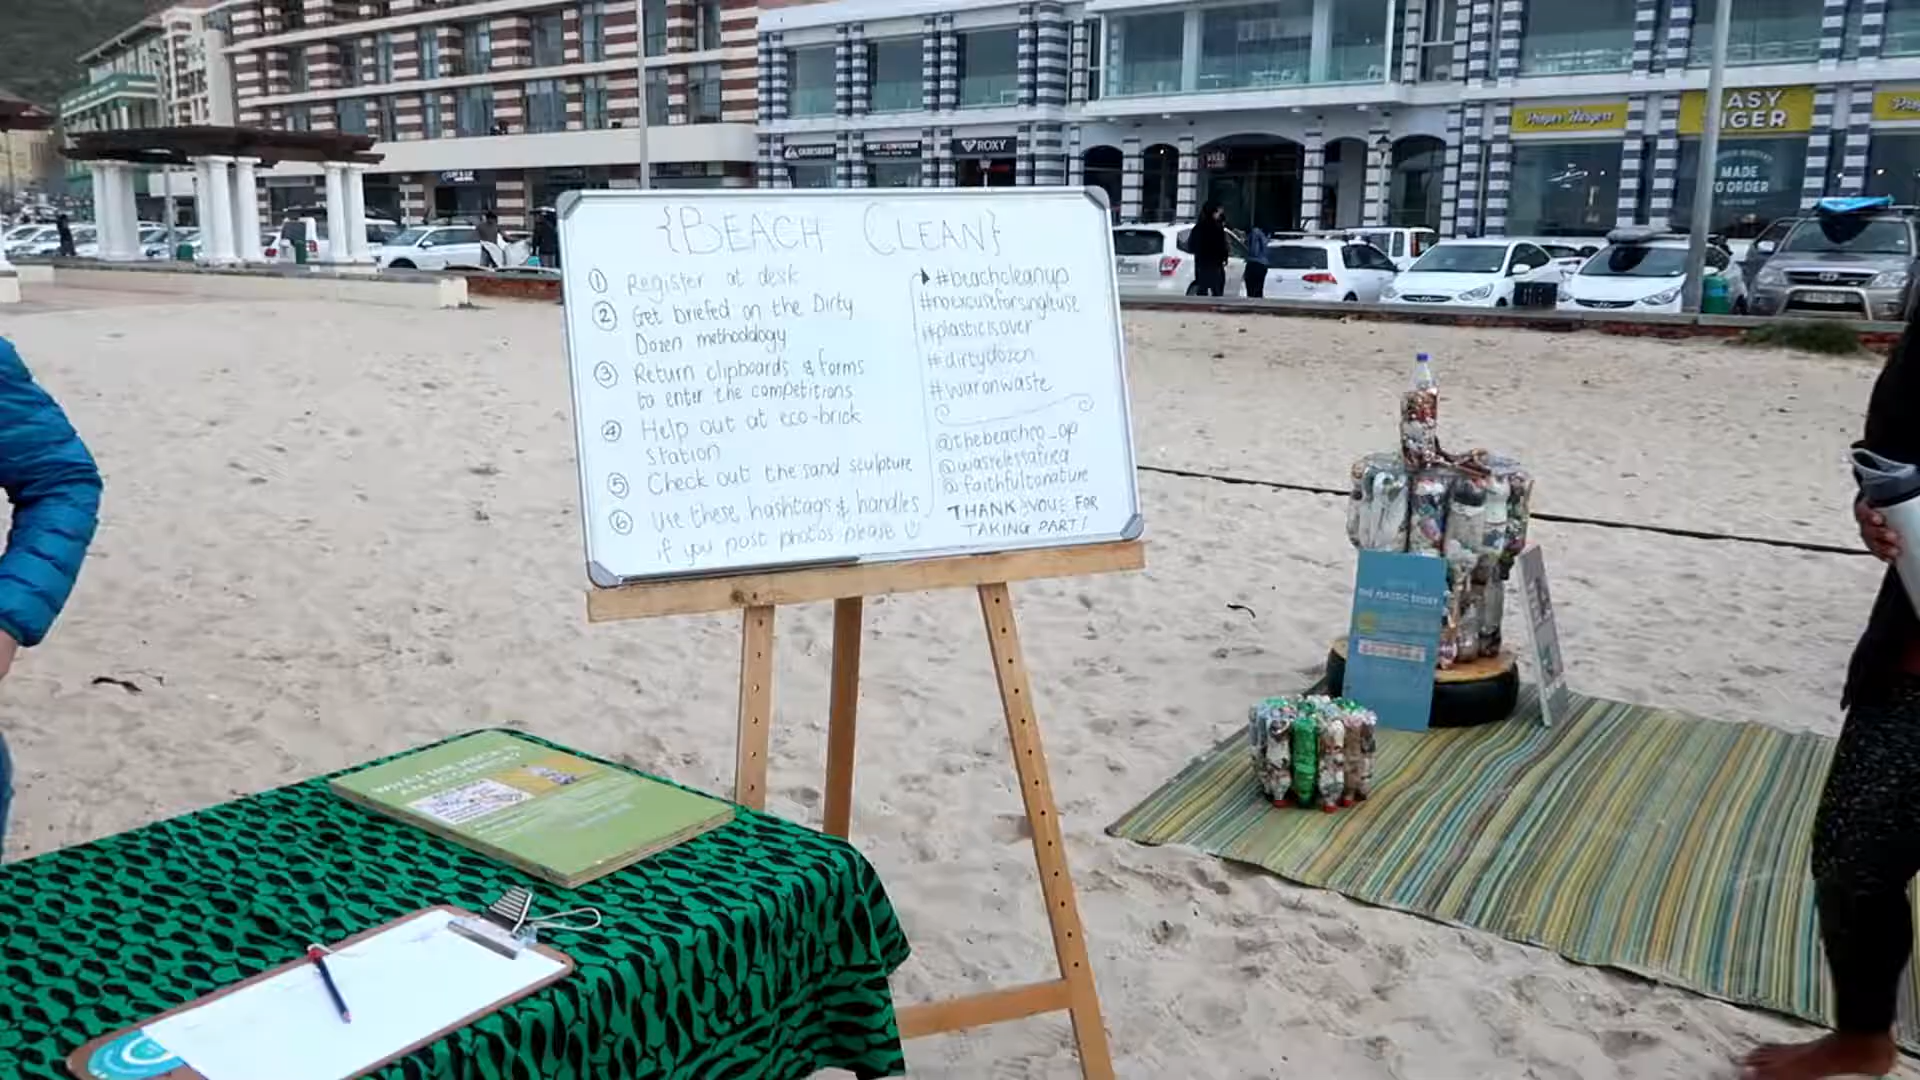 {BEACH CLEAN}
① Register at desk
② Get briefed on the Dirty
Dozen methodology
③ Return clipboards & forms
to enter the competitions
④ Help out at eco-brick
station
⑤ Check out the sand sculpture
⑥ Use these hashtags & handles
if you post photos please
#beachcleanup
#noexcuseforsingleuse
#plasticisover
#dirtydozen
#waronwaste
@thebeachco_op
@wastelessafrica
@faithfultonature
THANK YOU FOR
TAKING PART!
QUIKSILVER
ROXY
MADE
TO ORDER
THE PLASTIC STORY